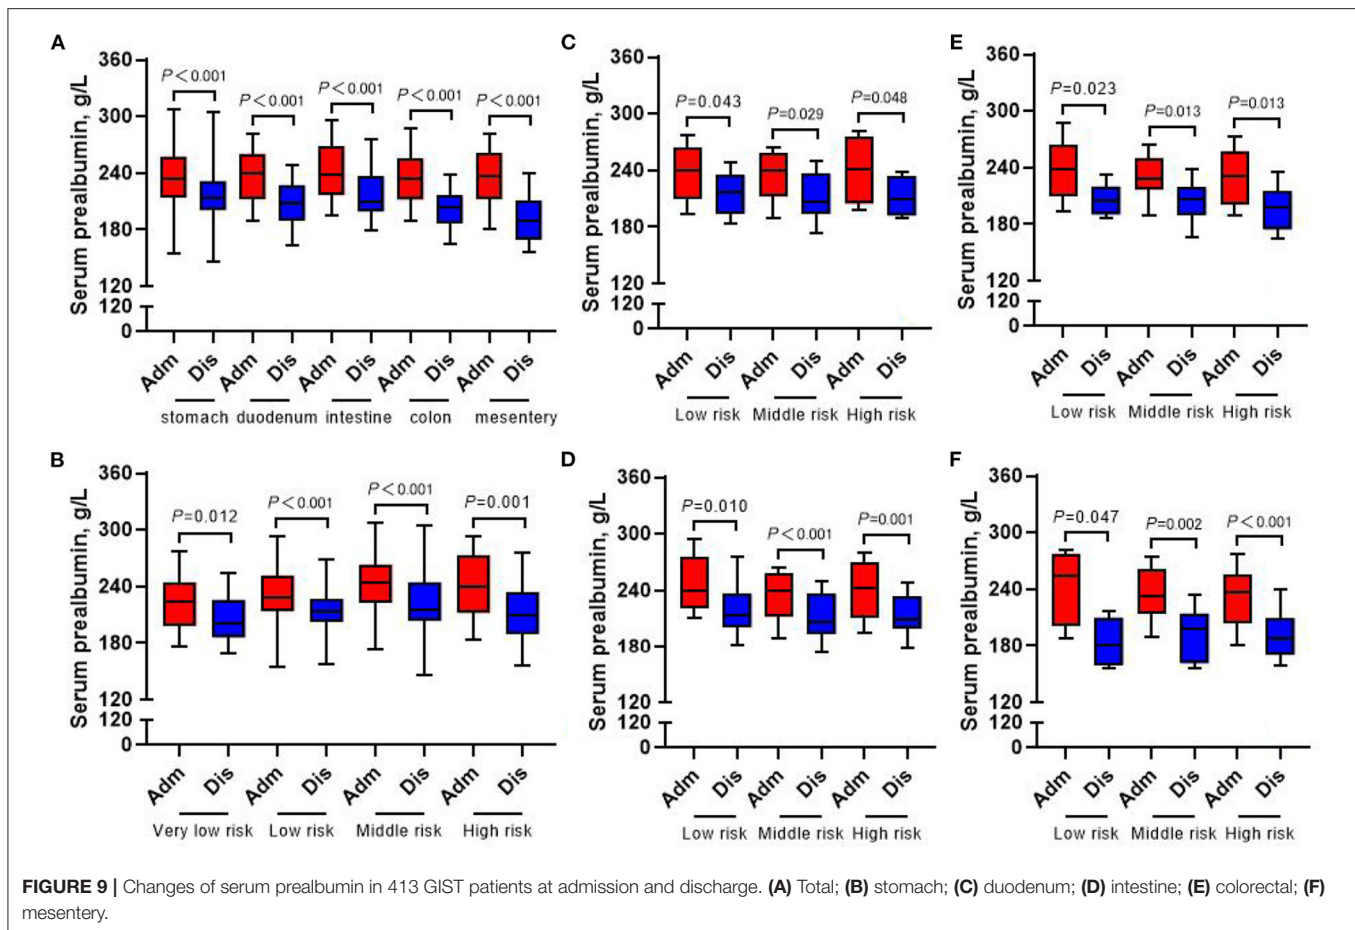 A
Serum prealbumin, g/L
360
300
240
180
120
120
0
P<0.001
P<0.001
P<0.001
P<0.001
P<0.001
Adm Dis Adm Dis Adm Dis Adm Dis Adm Dis
stomach duodenum intestine colon mesentery
B
Serum prealbumin, g/L
360
300
240
180
120
120
0
P=0.012
P<0.001
P<0.001
P=0.001
Adm Dis Adm Dis Adm Dis Adm Dis
Very low risk Low risk Middle risk High risk
C
Serum prealbumin, g/L
360
300
240
180
120
120
0
P=0.043
P=0.029
P=0.048
Adm Dis Adm Dis Adm Dis
Low risk Middle risk High risk
D
Serum prealbumin, g/L
360
300
240
180
120
120
0
P=0.010
P<0.001
P=0.001
Adm Dis Adm Dis Adm Dis
Low risk Middle risk High risk
E
Serum prealbumin, g/L
360
300
240
180
120
120
0
P=0.023
P=0.013
P=0.013
Adm Dis Adm Dis Adm Dis
Low risk Middle risk High risk
F
Serum prealbumin, g/L
360
300
240
180
120
120
0
P=0.047
P=0.002
P<0.001
Adm Dis Adm Dis Adm Dis
Low risk Middle risk High risk
FIGURE 9 | Changes of serum prealbumin in 413 GIST patients at admission and discharge. (A) Total; (B) stomach; (C) duodenum; (D) intestine; (E) colorectal; (F)
mesentery.